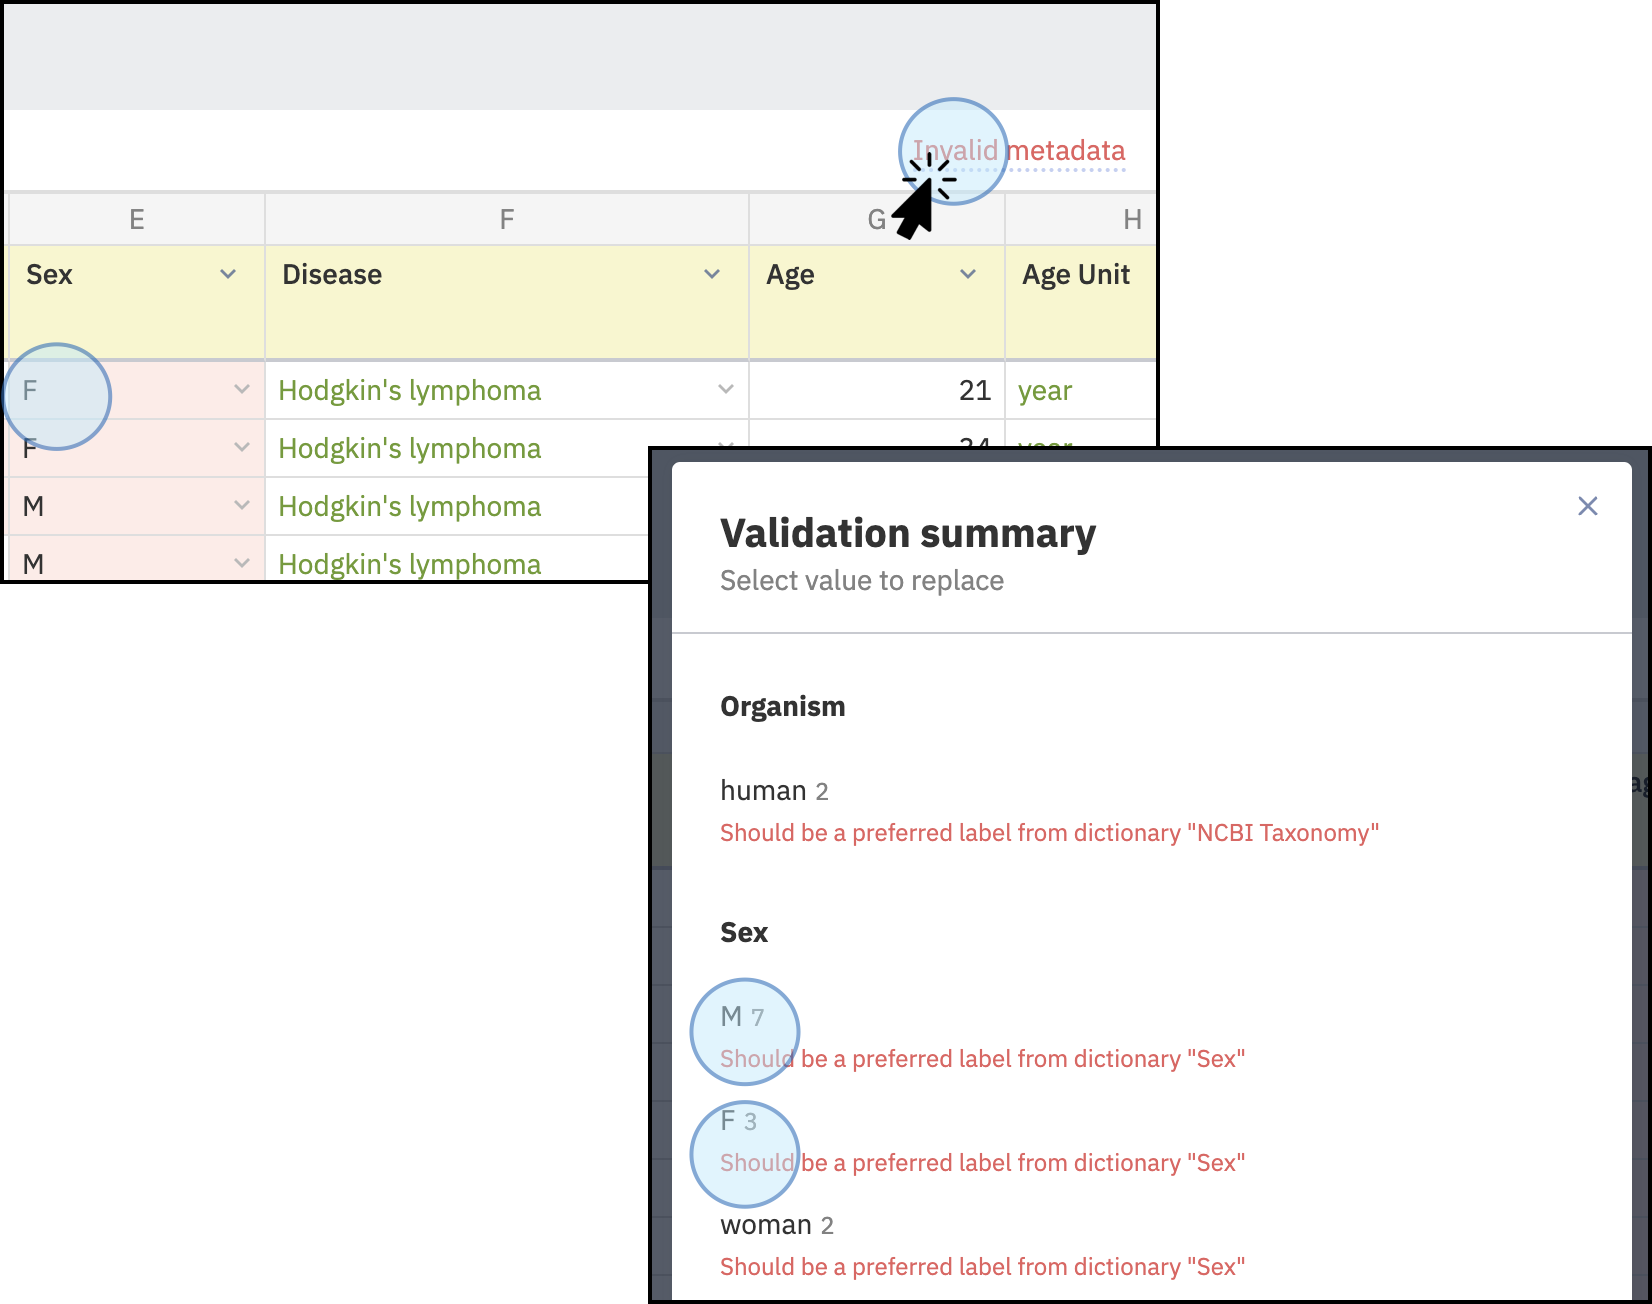 Invalid metadata
E F G H
Sex Disease Age Age Unit
F Hodgkin's lymphoma 21 year
F Hodgkin's lymphoma 34 year
M Hodgkin's lymphoma
M Hodgkin's lymphoma
Validation summary
Select value to replace
Organism
human 2
Should be a preferred label from dictionary "NCBI Taxonomy"
Sex
M 7
Should be a preferred label from dictionary "Sex"
F 3
Should be a preferred label from dictionary "Sex"
woman 2
Should be a preferred label from dictionary "Sex"